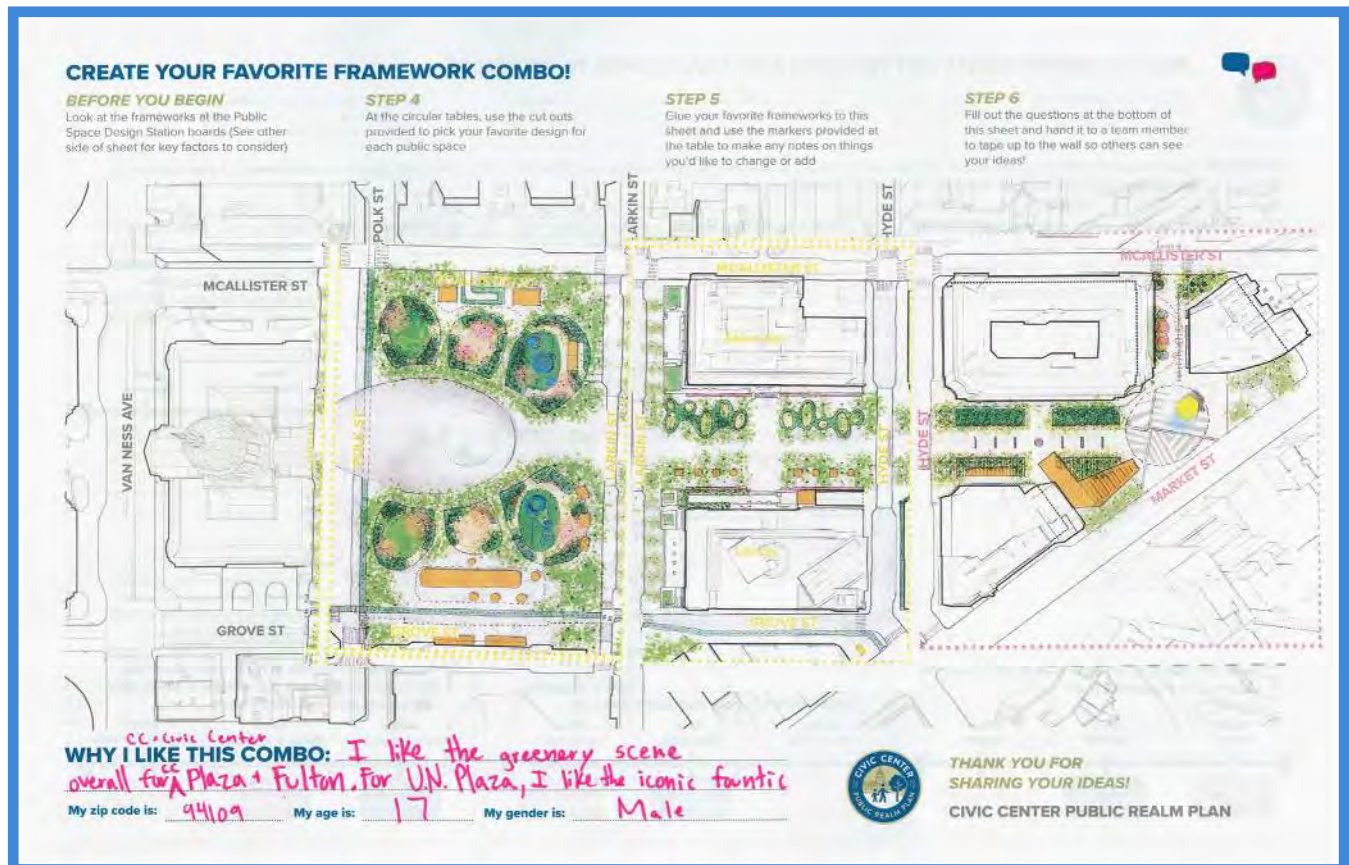 CREATE YOUR FAVORITE FRAMEWORK COMBO!
BEFORE YOU BEGIN
Look at the frameworks at the Public
Space Design Station boards (See other
side of sheet for key factors to consider)
STEP 4
At the circular tables, use the cut outs
provided to pick your favorite design for
each public space
STEP 5
Glue your favorite frameworks to this
sheet and use the markers provided at
the table to make any notes on things
you'd like to change or add
STEP 6
Fill out the questions at the bottom of
this sheet and hand it to a team member
to tape up to the wall so others can see
your ideas!
POLK ST
LARKIN ST
HYDE ST
MCALLISTER ST
MCALLISTER ST
MCALLISTER ST
VAN NESS AVE
POLK ST
LARKIN ST
LARKIN ST
HYDE ST
HYDE ST
MARKET ST
GROVE ST
GROVE ST
GROVE ST
CC = Civic Center
WHY I LIKE THIS COMBO: I like the greenery scene
overall for CC Plaza + Fulton. For U.N. Plaza, I like the iconic fountic
My zip code is: 94109 My age is: 17 My gender is: Male
CIVIC CENTER
PUBLIC REALM PLAN
THANK YOU FOR
SHARING YOUR IDEAS!
CIVIC CENTER PUBLIC REALM PLAN